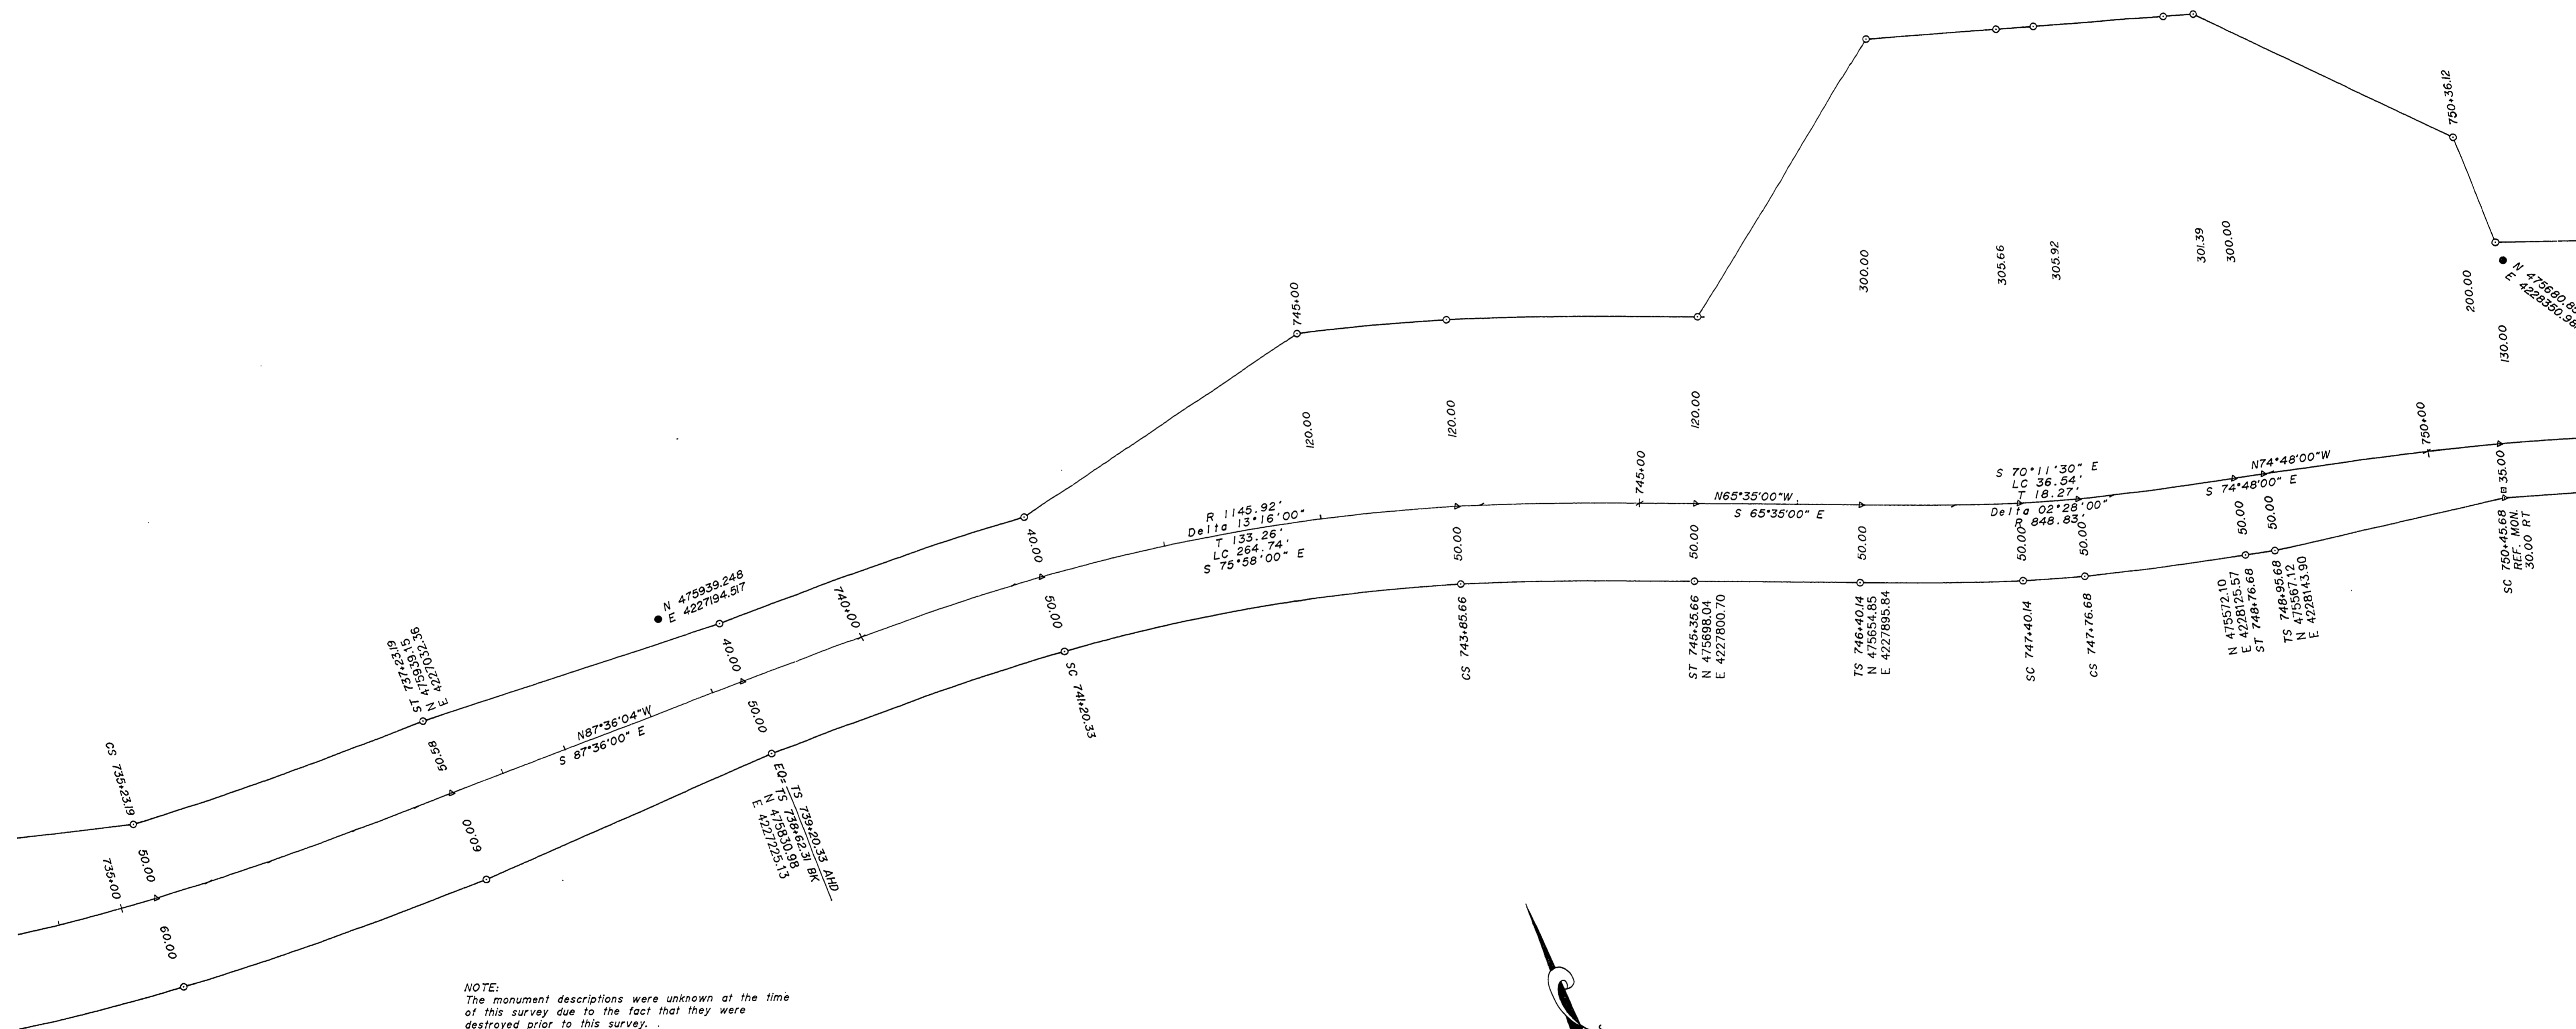 CS 735+23.19
50.00
735+00
60.00
ST 737+23.19
N 475939.15
E 4227032.36
50.58
60.00
N87°36'04"W
S 87°36'00" E
N 475939.248
E 4227194.517
40.00
50.00
EQ= TS 739+20.33 AHD
TS 738+62.31 BK
N 475830.98
E 4227225.13
740+00
40.00
50.00
SC 741+20.33
R 1145.92'
Delta 13°16'00"
T 133.26'
LC 264.74'
S 75°58'00" E
745+00
120.00
120.00
50.00
CS 743+85.66
745+00
120.00
50.00
ST 745+35.66
N 475698.04
E 4227800.70
N65°35'00"W
S 65°35'00" E
300.00
50.00
TS 746+40.14
N 475654.85
E 4227895.84
305.66
305.92
S 70°11'30" E
LC 36.54'
T 18.27'
Delta 02°28'00"
R 848.83'
50.00
50.00
SC 747+40.14
CS 747+76.68
301.39
300.00
N74°48'00"W
S 74°48'00" E
50.00
50.00
N 475572.10
E 4228125.57
ST 748+76.68
TS 748+95.68
N 475567.12
E 4228143.90
750+36.12
200.00
750+00
N 475680.85
E 4228350.98
130.00
35.00
SC 750+45.68
REF. MON.
30.00 RT
NOTE:
The monument descriptions were unknown at the time
of this survey due to the fact that they were
destroyed prior to this survey.